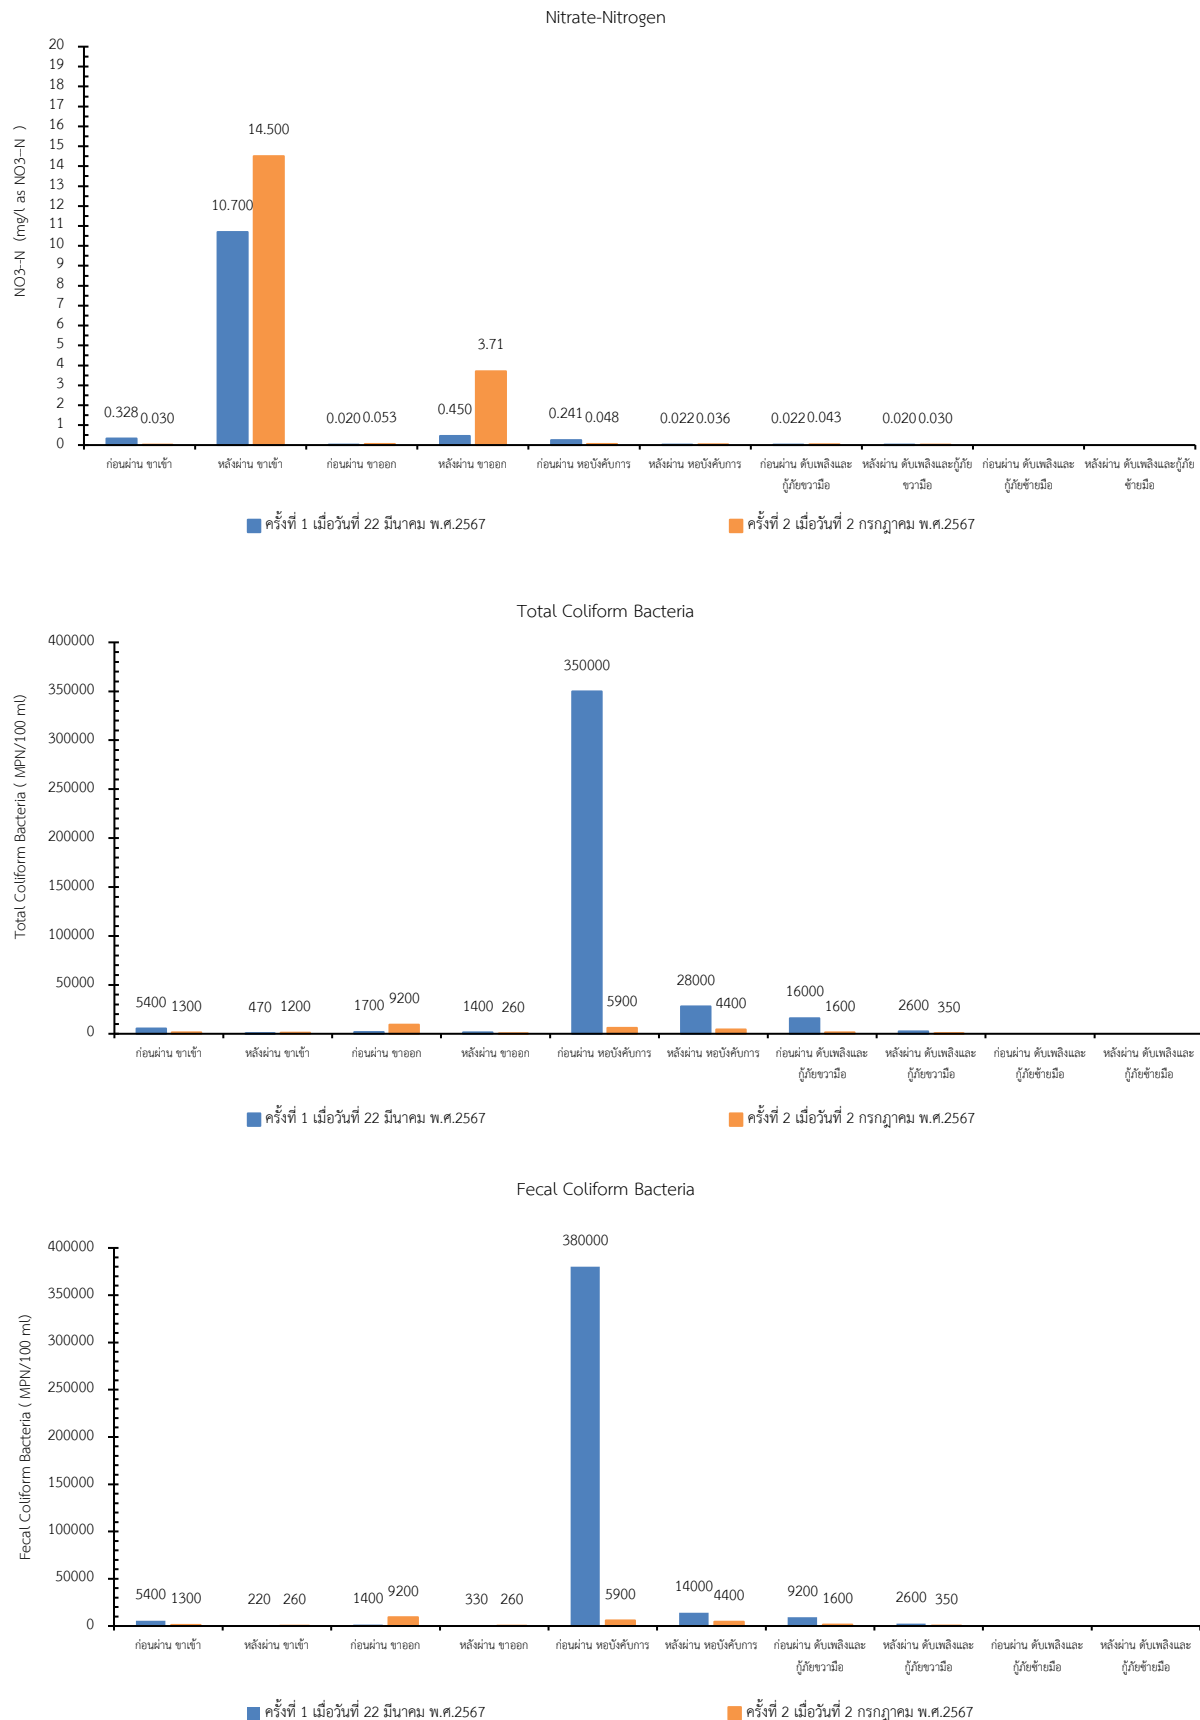 Nitrate-Nitrogen
NO3--N (mg/l as NO3--N )
20
19
18
17
16
15
14
13
12
11
10
9
8
7
6
5
4
3
2
1
0
0.328 0.030 10.700 14.500 0.020 0.053 0.450 3.71 0.241 0.048 0.022 0.036 0.022 0.043 0.020 0.030
ก่อนผ่าน ขาเข้า หลังผ่าน ขาเข้า ก่อนผ่าน ขาออก หลังผ่าน ขาออก ก่อนผ่าน หอบังคับการ หลังผ่าน หอบังคับการ ก่อนผ่าน ดับเพลิงและ หลังผ่าน ดับเพลิงและกู้ภัย ก่อนผ่าน ดับเพลิงและ หลังผ่าน ดับเพลิงและกู้ภัย
กู้ภัยขวามือ ขวามือ กู้ภัยซ้ายมือ ซ้ายมือ
ครั้งที่ 1 เมื่อวันที่ 22 มีนาคม พ.ศ.2567 ครั้งที่ 2 เมื่อวันที่ 2 กรกฎาคม พ.ศ.2567
Total Coliform Bacteria
Total Coliform Bacteria ( MPN/100 ml)
400000
350000
300000
250000
200000
150000
100000
50000
0
5400 1300 470 1200 1700 9200 1400 260 350000 5900 28000 4400 16000 1600 2600 350
ก่อนผ่าน ขาเข้า หลังผ่าน ขาเข้า ก่อนผ่าน ขาออก หลังผ่าน ขาออก ก่อนผ่าน หอบังคับการ หลังผ่าน หอบังคับการ ก่อนผ่าน ดับเพลิงและ หลังผ่าน ดับเพลิงและ ก่อนผ่าน ดับเพลิงและ หลังผ่าน ดับเพลิงและ
กู้ภัยขวามือ กู้ภัยขวามือ กู้ภัยซ้ายมือ กู้ภัยซ้ายมือ
ครั้งที่ 1 เมื่อวันที่ 22 มีนาคม พ.ศ.2567 ครั้งที่ 2 เมื่อวันที่ 2 กรกฎาคม พ.ศ.2567
Fecal Coliform Bacteria
Fecal Coliform Bacteria ( MPN/100 ml)
400000
350000
300000
250000
200000
150000
100000
50000
0
5400 1300 220 260 1400 9200 330 260 380000 5900 14000 4400 9200 1600 2600 350
ก่อนผ่าน ขาเข้า หลังผ่าน ขาเข้า ก่อนผ่าน ขาออก หลังผ่าน ขาออก ก่อนผ่าน หอบังคับการ หลังผ่าน หอบังคับการ ก่อนผ่าน ดับเพลิงและ หลังผ่าน ดับเพลิงและ ก่อนผ่าน ดับเพลิงและ หลังผ่าน ดับเพลิงและ
กู้ภัยขวามือ กู้ภัยขวามือ กู้ภัยซ้ายมือ กู้ภัยซ้ายมือ
ครั้งที่ 1 เมื่อวันที่ 22 มีนาคม พ.ศ.2567 ครั้งที่ 2 เมื่อวันที่ 2 กรกฎาคม พ.ศ.2567